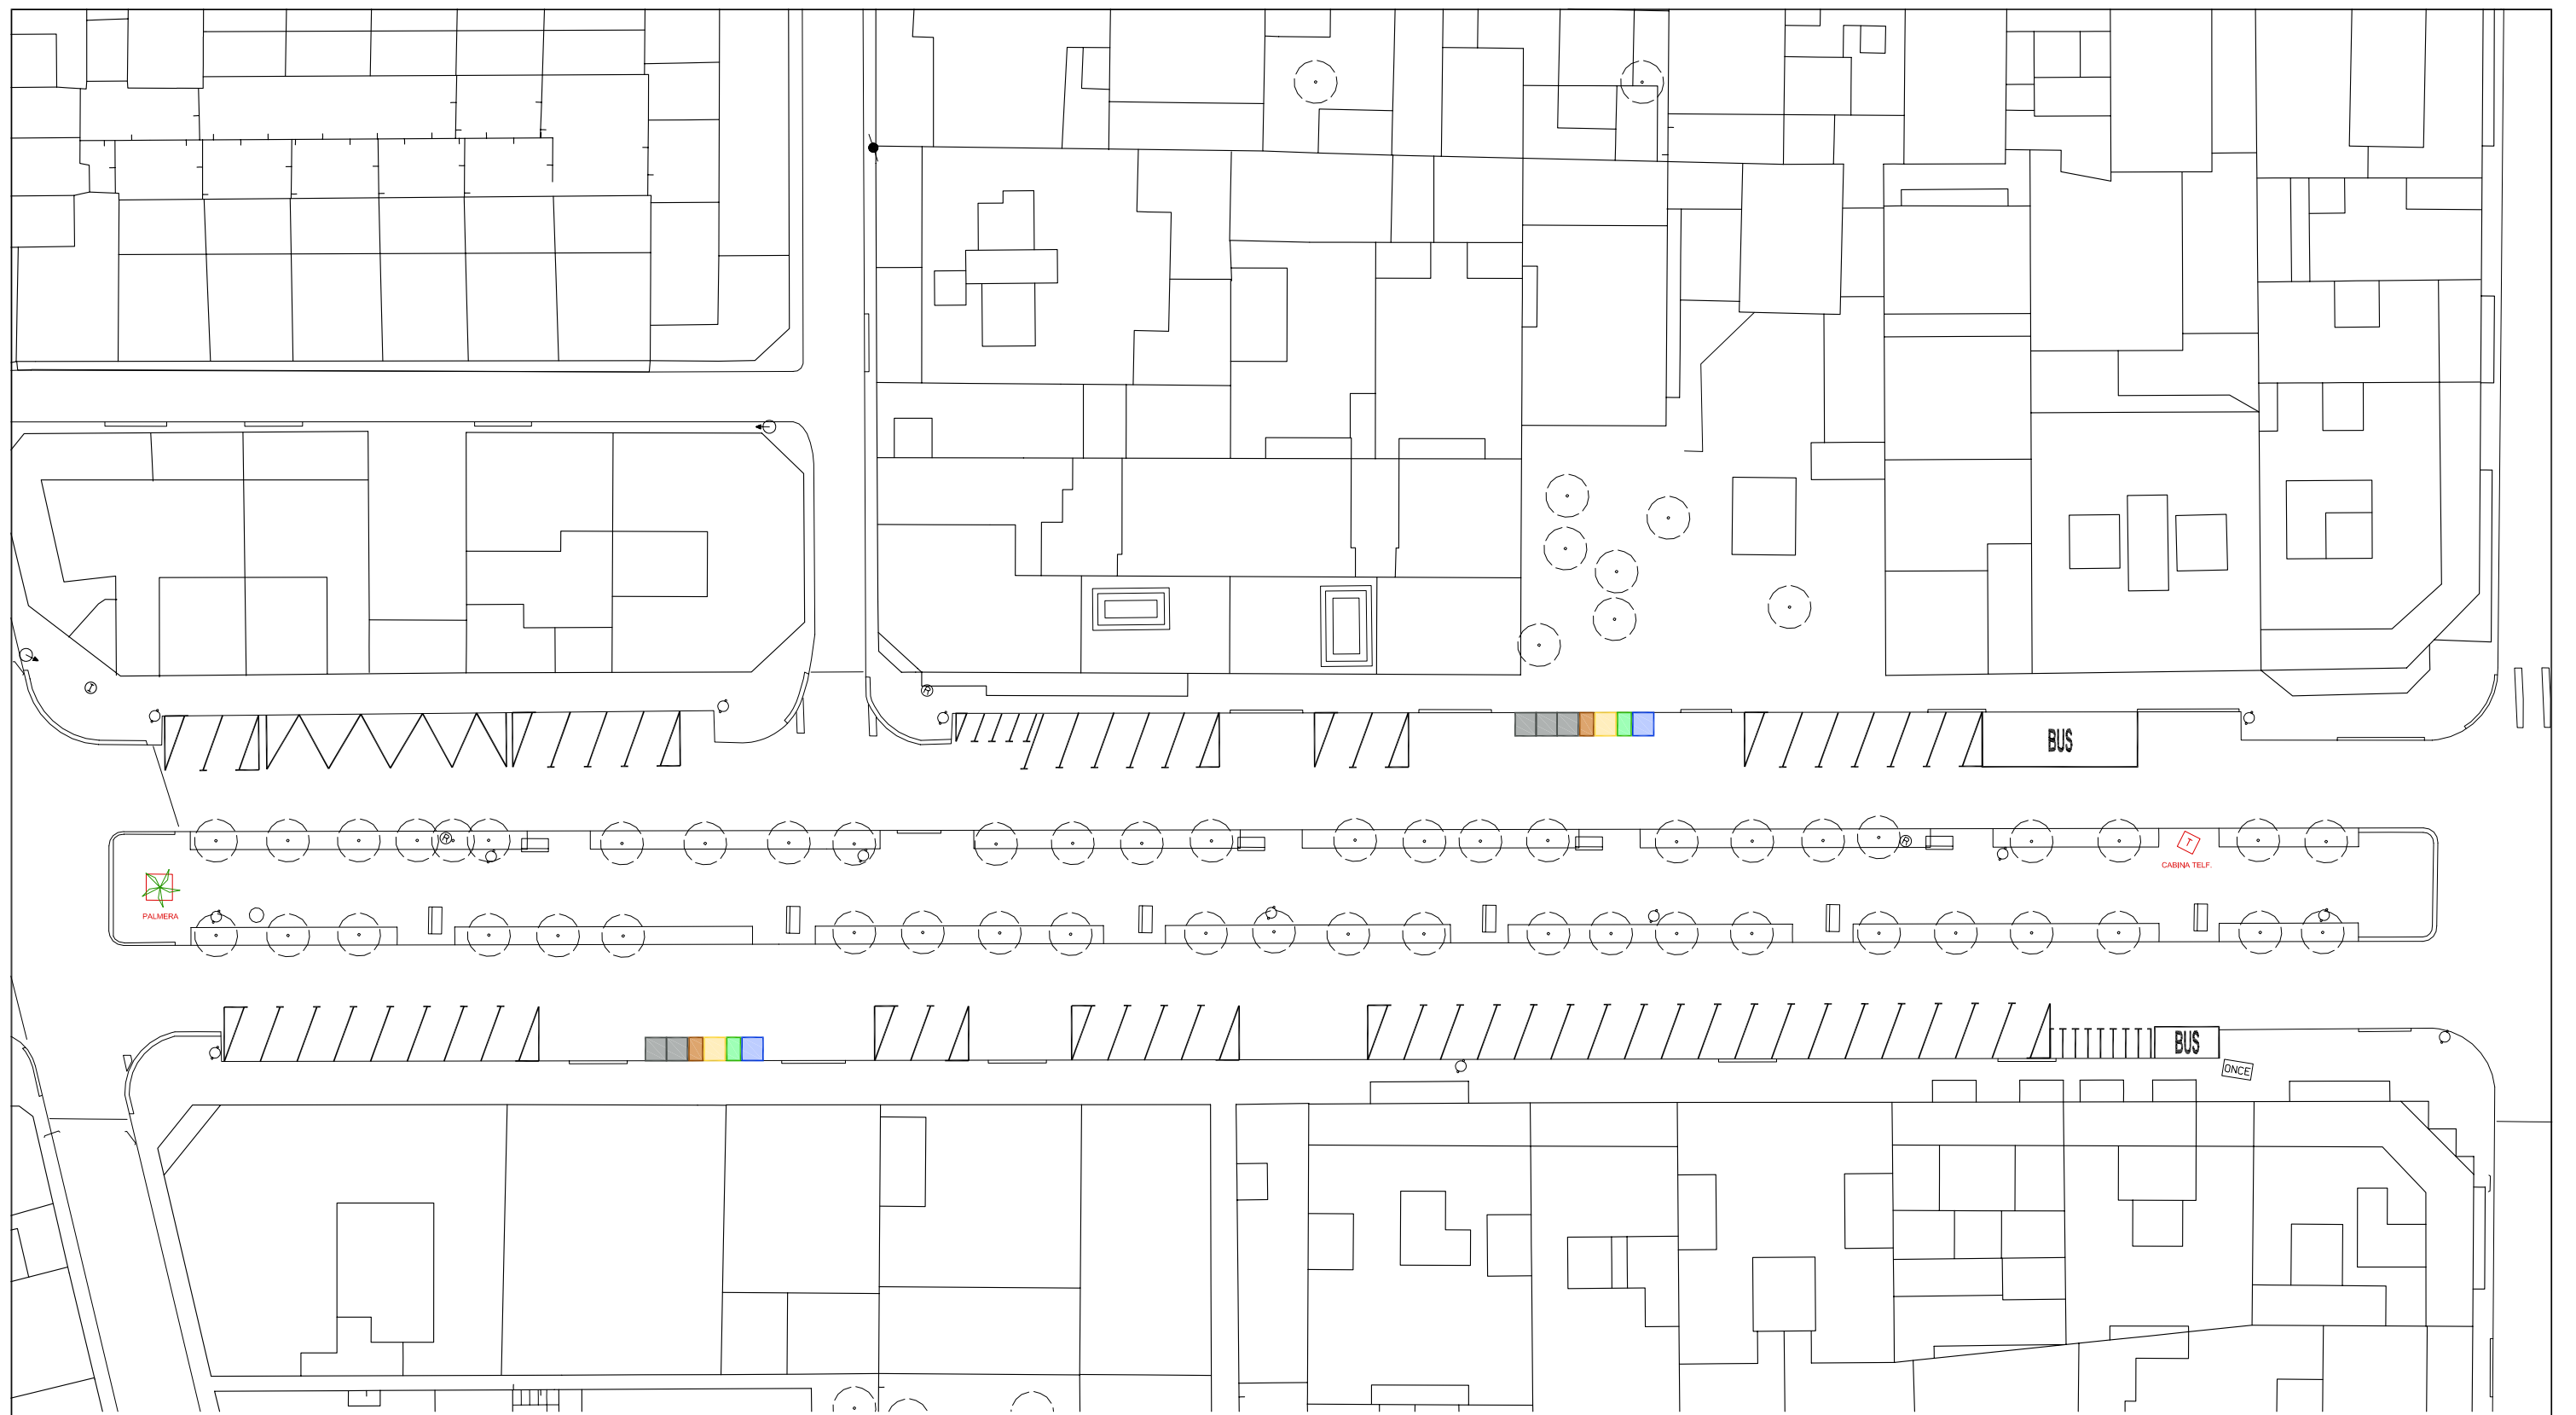 BUS
R
R
R
T
CABINA TELF.
PALMERA
BUS
ONCE